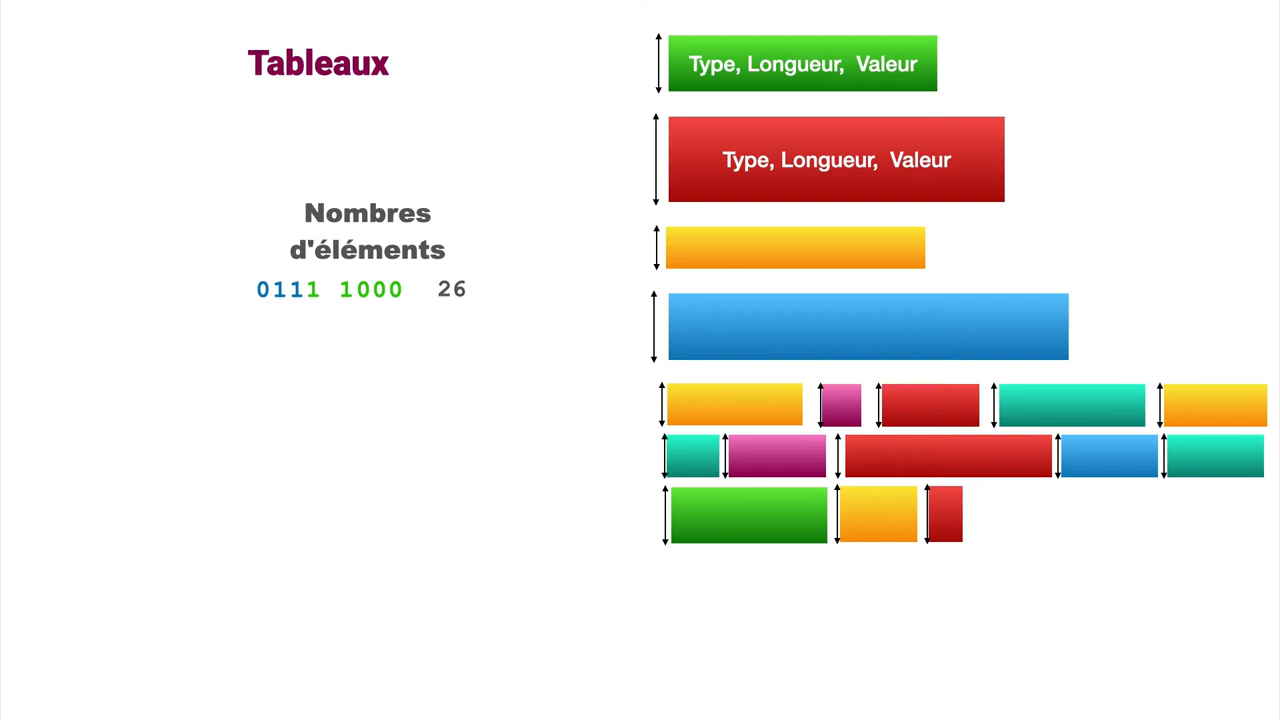 Tableaux
Type, Longueur, Valeur
Type, Longueur, Valeur
Nombres
d'éléments
0111 1000 26